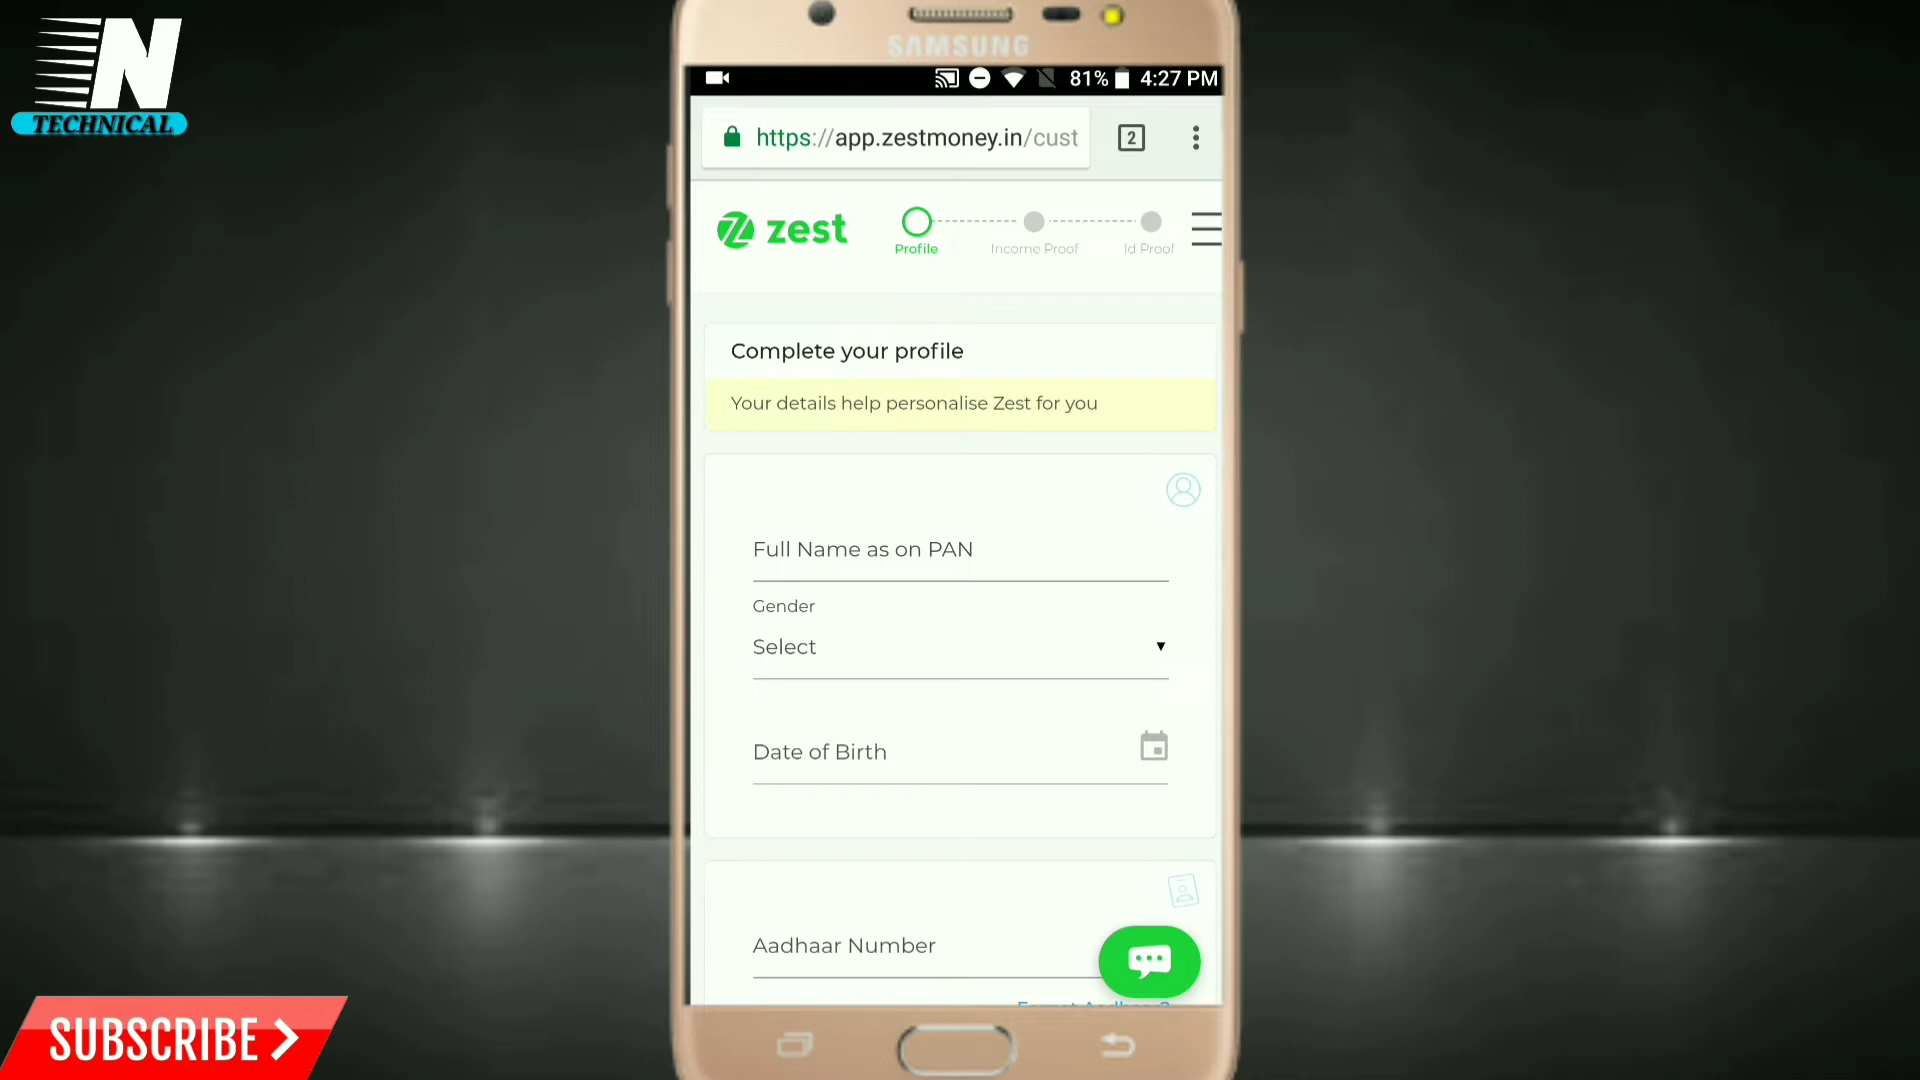 N
TECHNICAL
SAMSUNG
81% 4:27 PM
https://app.zestmoney.in/cust
2
zest
Profile
Income Proof
Id Proof
Complete your profile
Your details help personalise Zest for you
Full Name as on PAN
Gender
Select
Date of Birth
Aadhaar Number
SUBSCRIBE